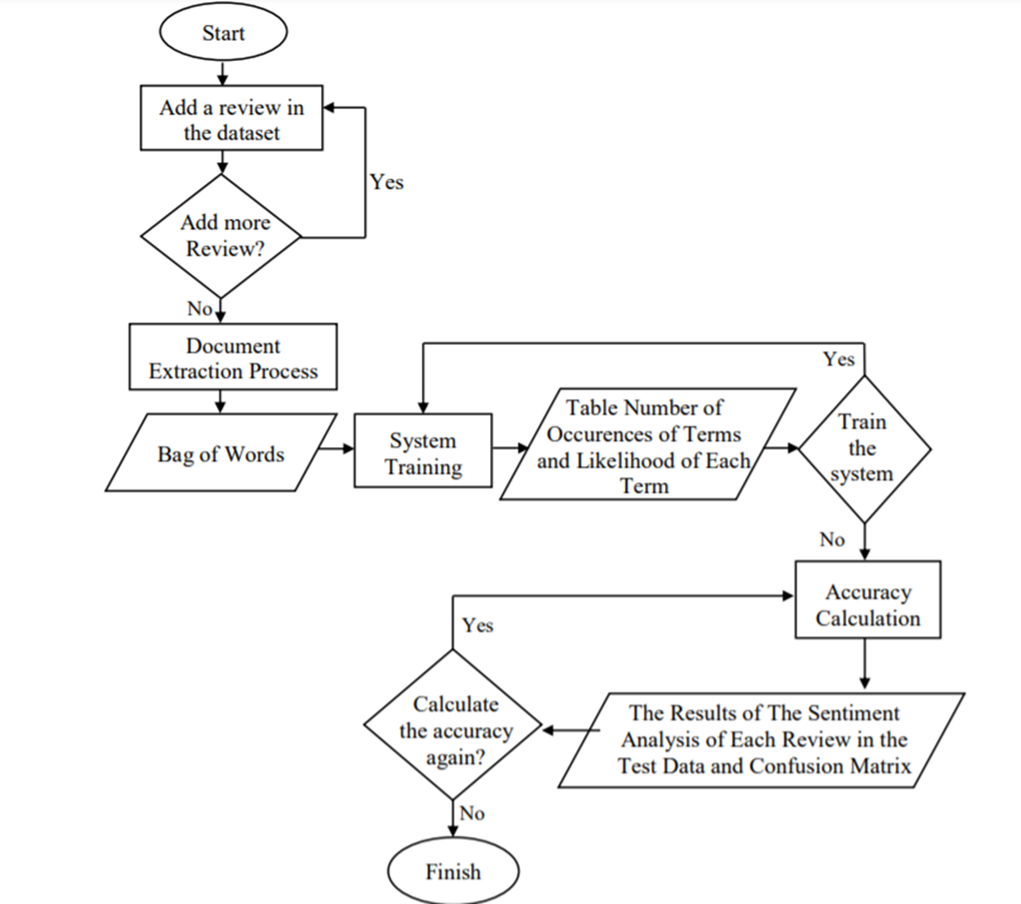 Start
Add a review in
the dataset
Yes
Add more
Review?
No
Document
Extraction Process
Bag of Words
System
Training
Table Number of
Occurences of Terms
and Likelihood of Each
Term
Yes
Train
the
system
No
Accuracy
Calculation
The Results of The Sentiment
Analysis of Each Review in the
Test Data and Confusion Matrix
Yes
Calculate
the accuracy
again?
No
Finish